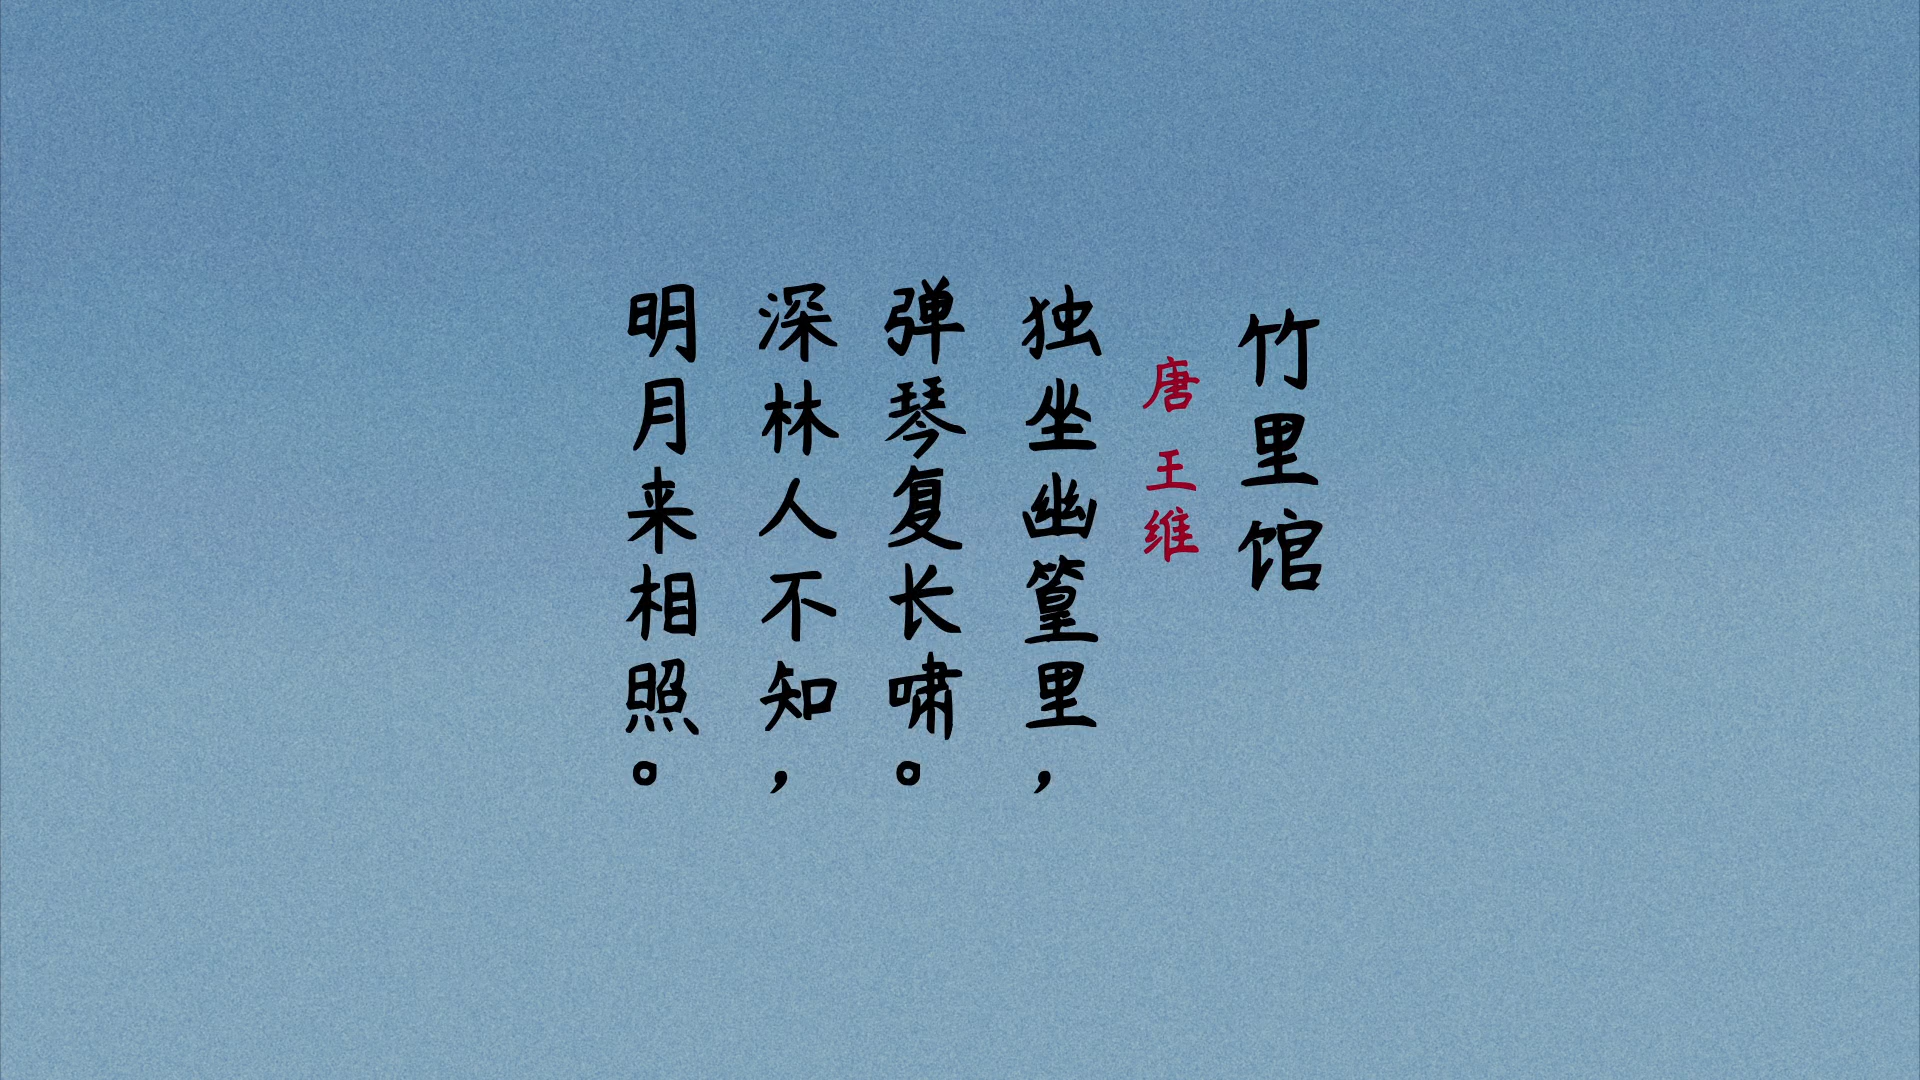 竹里馆
唐 王维
独坐幽篁里，
弹琴复长啸。
深林人不知，
明月来相照。